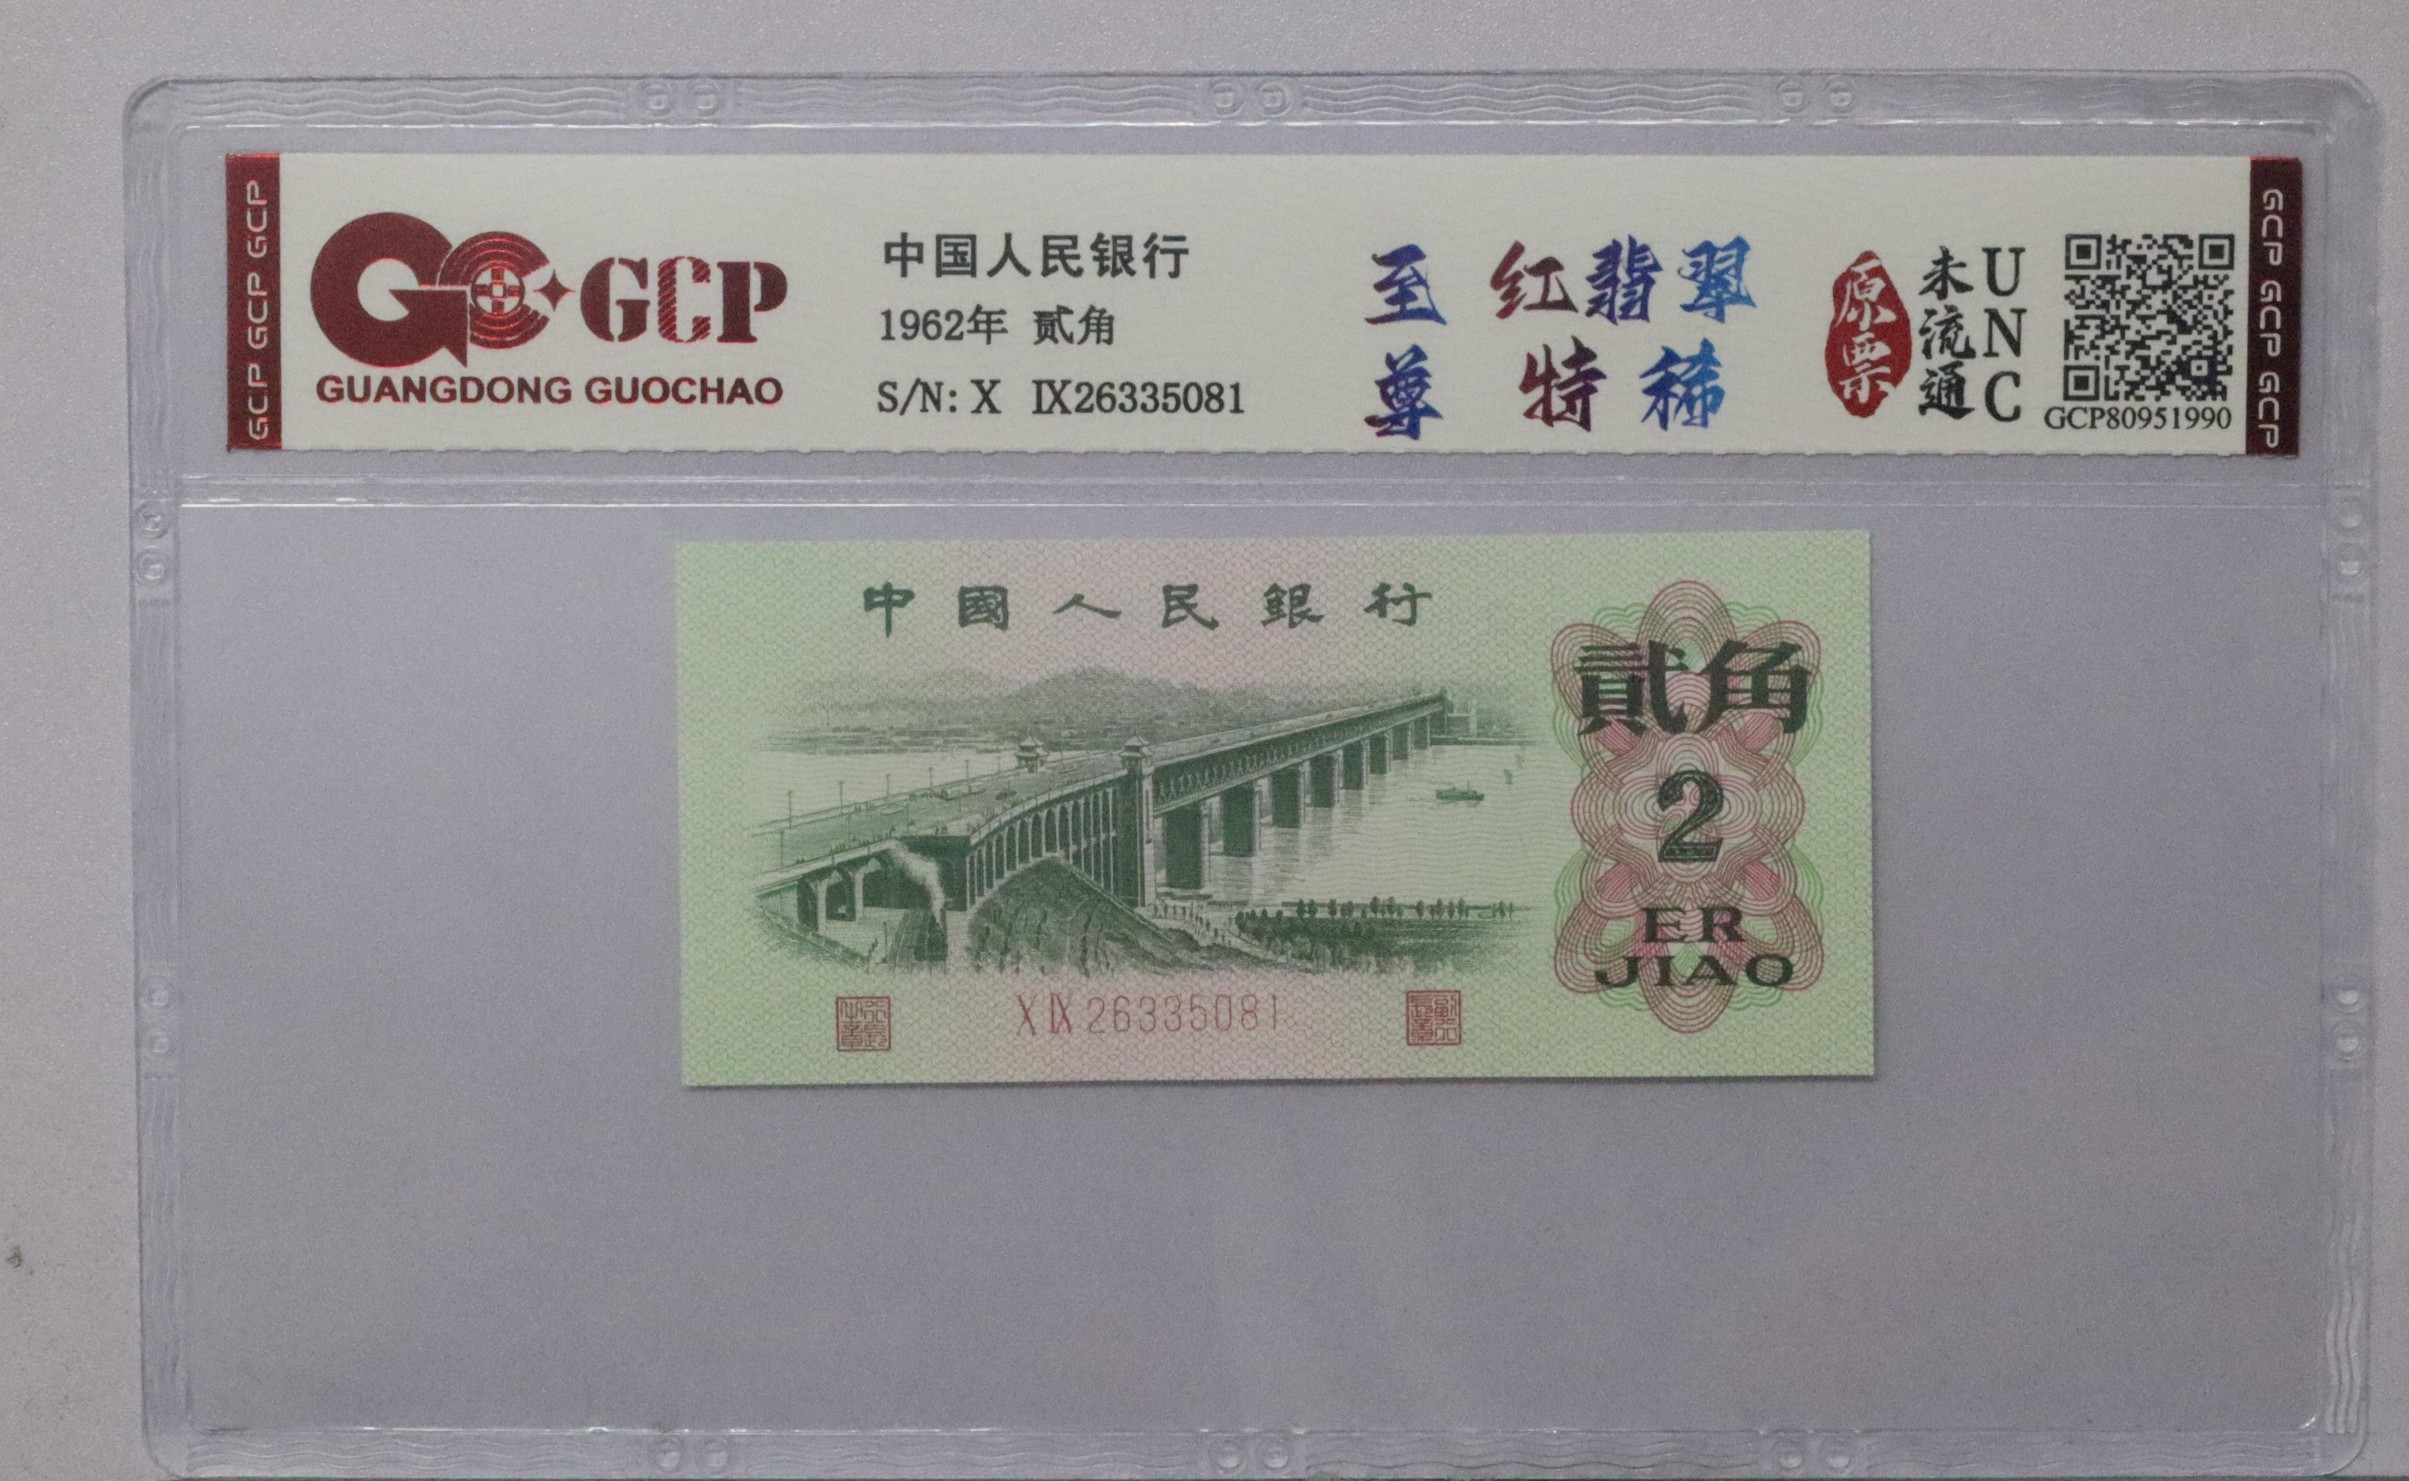 GCP GCP GCP
GCP
GUANGDONG GUOCHAO
中国人民银行
1962年 贰角
S/N: X IX26335081
至尊
红翡翠
特稀
原票
未流通
UNC
GCP80951990
GCP GCP GCP
中國人民銀行
貳角
2
ER
JIAO
X IX 26335081